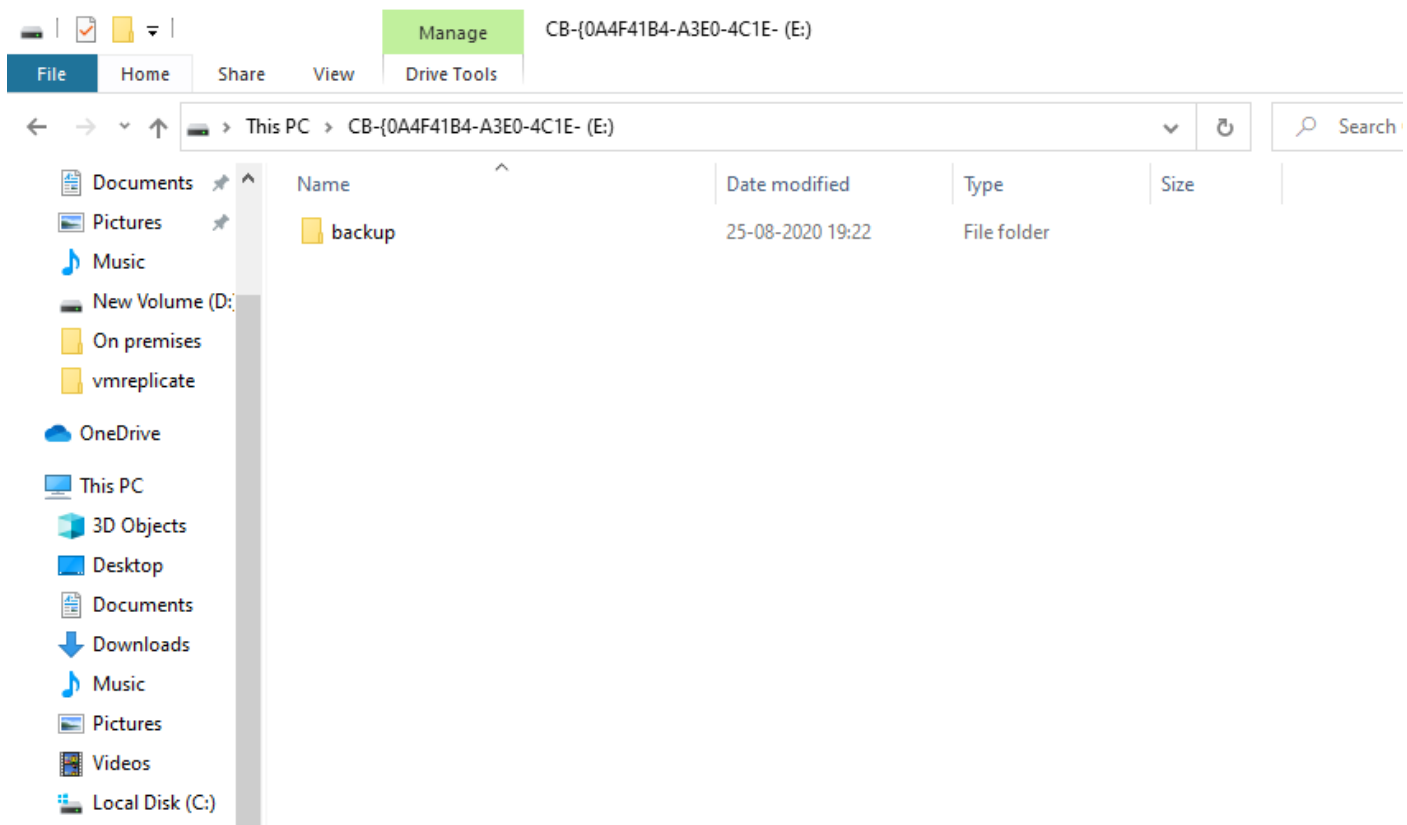 Manage CB-{0A4F41B4-A3E0-4C1E- (E:)
File Home Share View Drive Tools
This PC > CB-{0A4F41B4-A3E0-4C1E- (E:) Search
Name Date modified Type Size
backup 25-08-2020 19:22 File folder
Documents
Pictures
Music
New Volume (D:)
On premises
vmreplicate
OneDrive
This PC
3D Objects
Desktop
Documents
Downloads
Music
Pictures
Videos
Local Disk (C:)